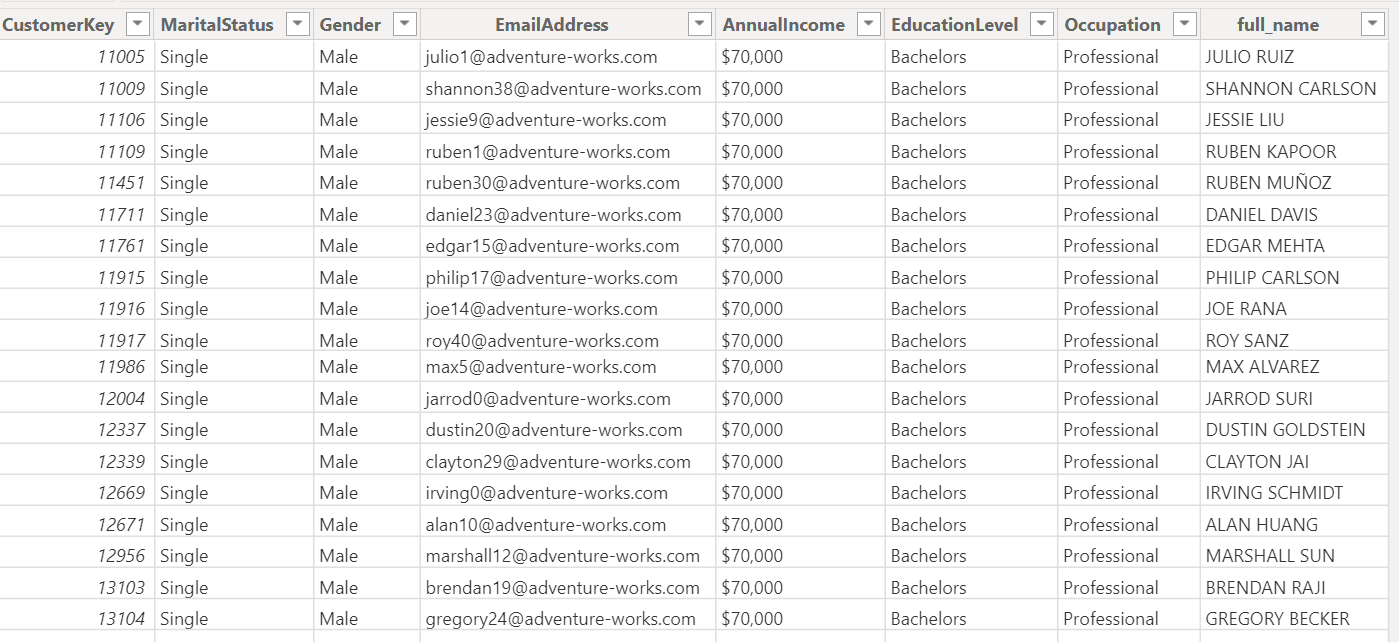 CustomerKey MaritalStatus Gender EmailAddress AnnualIncome EducationLevel Occupation full_name
11005 Single Male julio1@adventure-works.com $70,000 Bachelors Professional JULIO RUIZ
11009 Single Male shannon38@adventure-works.com $70,000 Bachelors Professional SHANNON CARLSON
11106 Single Male jessie9@adventure-works.com $70,000 Bachelors Professional JESSIE LIU
11109 Single Male ruben1@adventure-works.com $70,000 Bachelors Professional RUBEN KAPOOR
11451 Single Male ruben30@adventure-works.com $70,000 Bachelors Professional RUBEN MUÑOZ
11711 Single Male daniel23@adventure-works.com $70,000 Bachelors Professional DANIEL DAVIS
11761 Single Male edgar15@adventure-works.com $70,000 Bachelors Professional EDGAR MEHTA
11915 Single Male philip17@adventure-works.com $70,000 Bachelors Professional PHILIP CARLSON
11916 Single Male joe14@adventure-works.com $70,000 Bachelors Professional JOE RANA
11917 Single Male roy40@adventure-works.com $70,000 Bachelors Professional ROY SANZ
11986 Single Male max5@adventure-works.com $70,000 Bachelors Professional MAX ALVAREZ
12004 Single Male jarrod0@adventure-works.com $70,000 Bachelors Professional JARROD SURI
12337 Single Male dustin20@adventure-works.com $70,000 Bachelors Professional DUSTIN GOLDSTEIN
12339 Single Male clayton29@adventure-works.com $70,000 Bachelors Professional CLAYTON JAI
12669 Single Male irving0@adventure-works.com $70,000 Bachelors Professional IRVING SCHMIDT
12671 Single Male alan10@adventure-works.com $70,000 Bachelors Professional ALAN HUANG
12956 Single Male marshall12@adventure-works.com $70,000 Bachelors Professional MARSHALL SUN
13103 Single Male brendan19@adventure-works.com $70,000 Bachelors Professional BRENDAN RAJI
13104 Single Male gregory24@adventure-works.com $70,000 Bachelors Professional GREGORY BECKER